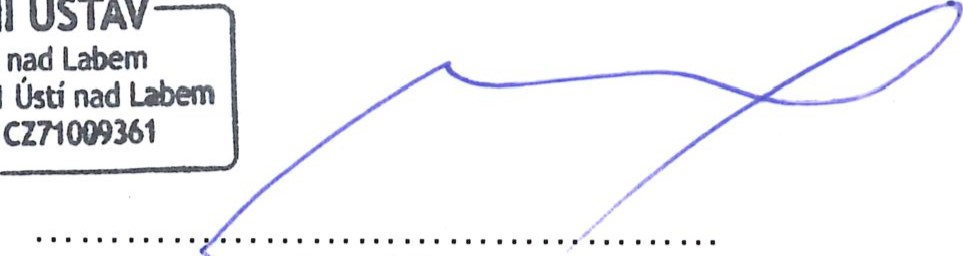 ÚSTAV
nad Labem
Ústí nad Labem
CZ71009361